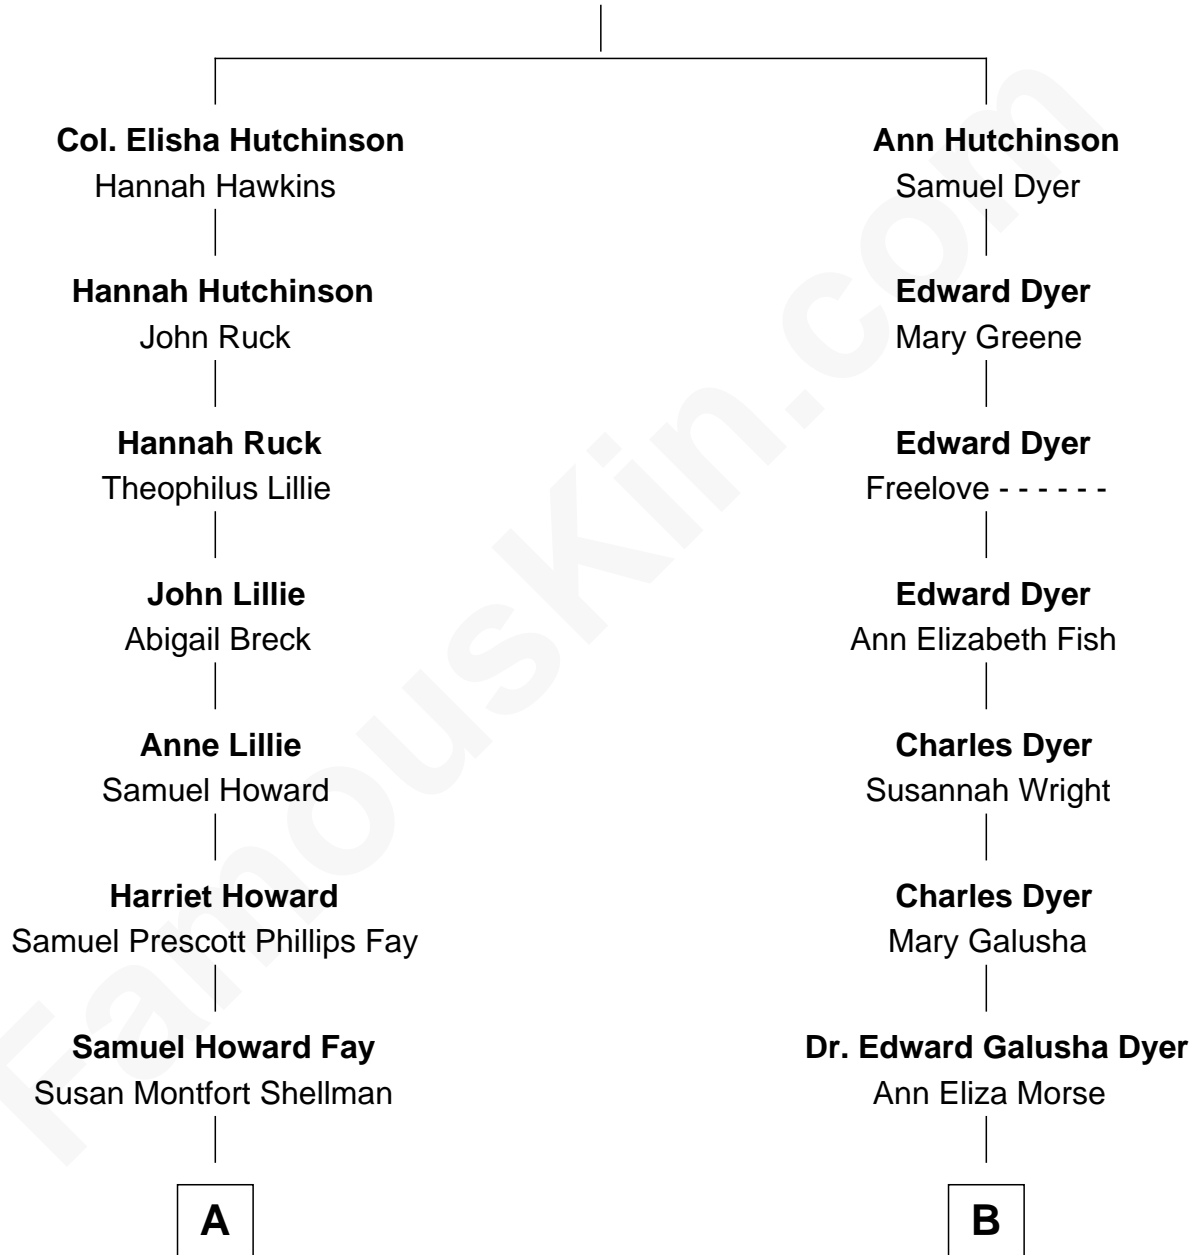 Col. Elisha Hutchinson
Hannah Hawkins
Hannah Hutchinson
John Ruck
Hannah Ruck
Theophilus Lillie
John Lillie
Abigail Breck
Anne Lillie
Samuel Howard
Harriet Howard
Samuel Prescott Phillips Fay
Samuel Howard Fay
Susan Montfort Shellman
A
Ann Hutchinson
Samuel Dyer
Edward Dyer
Mary Greene
Edward Dyer
Freelove - - - - - -
Edward Dyer
Ann Elizabeth Fish
Charles Dyer
Susannah Wright
Charles Dyer
Mary Galusha
Dr. Edward Galusha Dyer
Ann Eliza Morse
B
FamousKin.com